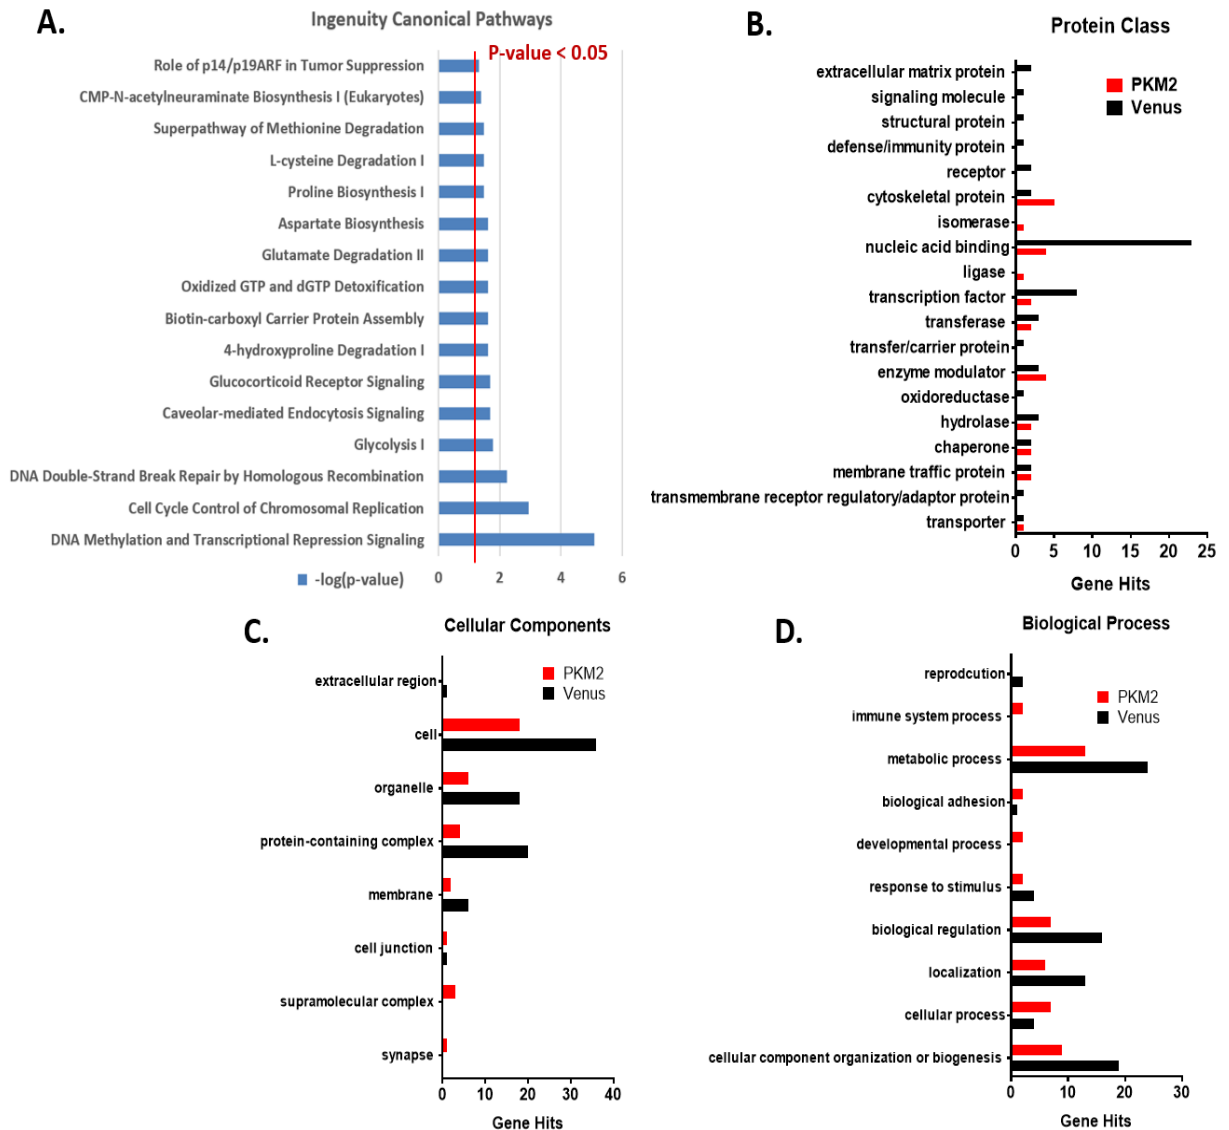 A.
Ingenuity Canonical Pathways
P-value < 0.05
Role of p14/p19ARF in Tumor Suppression
CMP-N-acetylneuraminate Biosynthesis I (Eukaryotes)
Superpathway of Methionine Degradation
L-cysteine Degradation I
Proline Biosynthesis I
Aspartate Biosynthesis
Glutamate Degradation II
Oxidized GTP and dGTP Detoxification
Biotin-carboxyl Carrier Protein Assembly
4-hydroxyproline Degradation I
Glucocorticoid Receptor Signaling
Caveolar-mediated Endocytosis Signaling
Glycolysis I
DNA Double-Strand Break Repair by Homologous Recombination
Cell Cycle Control of Chromosomal Replication
DNA Methylation and Transcriptional Repression Signaling
-log(p-value)
0 2 4 6
B.
Protein Class
PKM2
Venus
extracellular matrix protein
signaling molecule
structural protein
defense/immunity protein
receptor
cytoskeletal protein
isomerase
nucleic acid binding
ligase
transcription factor
transferase
transfer/carrier protein
enzyme modulator
oxidoreductase
hydrolase
chaperone
membrane traffic protein
transmembrane receptor regulatory/adaptor protein
transporter
0 5 10 15 20 25
Gene Hits
C.
Cellular Components
PKM2
Venus
extracellular region
cell
organelle
protein-containing complex
membrane
cell junction
supramolecular complex
synapse
0 10 20 30 40
Gene Hits
D.
Biological Process
PKM2
Venus
reprodcution
immune system process
metabolic process
biological adhesion
developmental process
response to stimulus
biological regulation
localization
cellular process
cellular component organization or biogenesis
0 10 20 30
Gene Hits